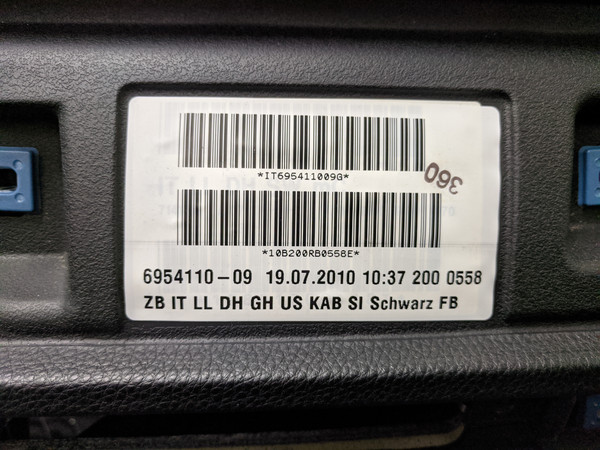 *IT695411009G*
360
*10B200RB0558E*
6954110-09 19.07.2010 10:37 200 0558
ZB IT LL DH GH US KAB SI Schwarz FB